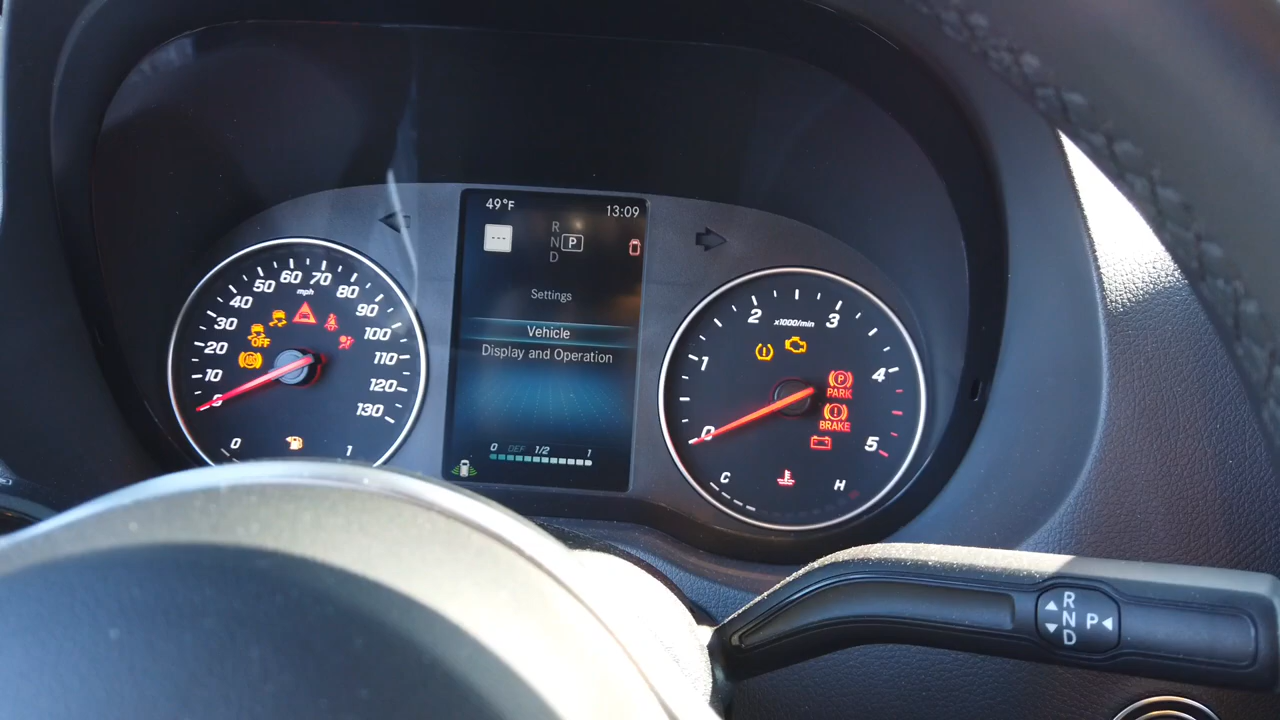 49°F 13:09
---
R
N P
D
Settings
Vehicle
Display and Operation
0 DEF 1/2 1
0
10
20
30
40
50
60
70
80
90
100
110
120
130
mph
OFF
ABS
0 1
0
1
2
3
4
5
x1000/min
P
PARK
BRAKE
C H
R
N P
D